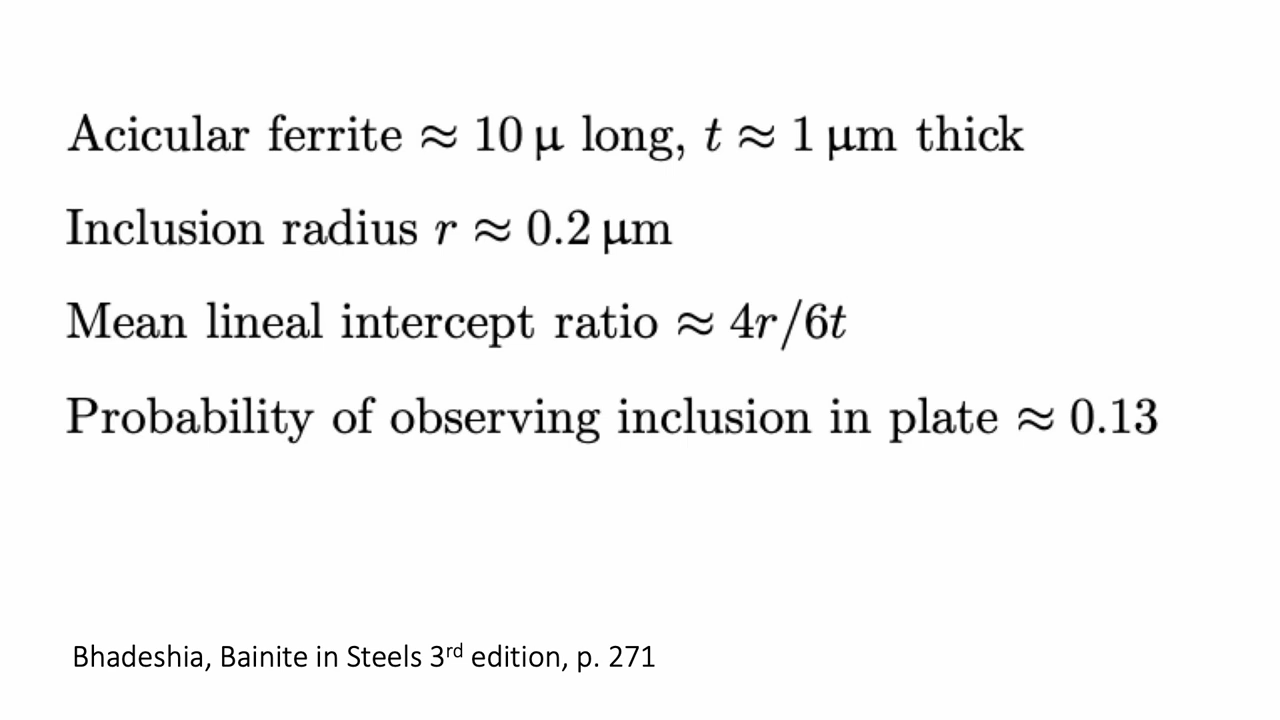 Acicular ferrite ≈ 10 μ long, t ≈ 1 μm thick
Inclusion radius r ≈ 0.2 μm
Mean lineal intercept ratio ≈ 4r/6t
Probability of observing inclusion in plate ≈ 0.13
Bhadeshia, Bainite in Steels 3rd edition, p. 271